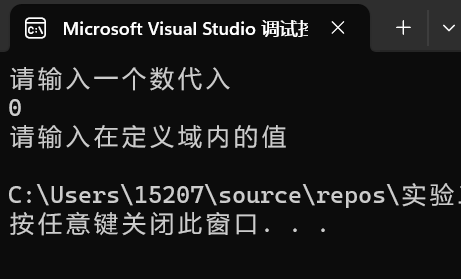 Microsoft Visual Studio 调试
请输入一个数代入
0
请输入在定义域内的值
C:\Users\15207\source\repos\实验
按任意键关闭此窗口. . .